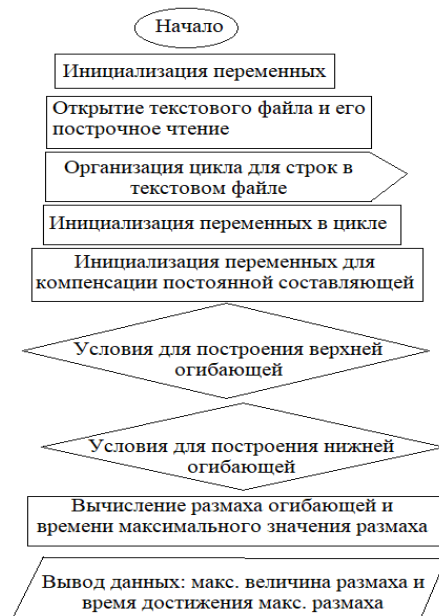 Начало
Инициализация переменных
Открытие текстового файла и его
построчное чтение
Организация цикла для строк в
текстовом файле
Инициализация переменных в цикле
Инициализация переменных для
компенсации постоянной составляющей
Условия для построения верхней
огибающей
Условия для построения нижней
огибающей
Вычисление размаха огибающей и
времени максимального значения размаха
Вывод данных: макс. величина размаха и
время достижения макс. размаха